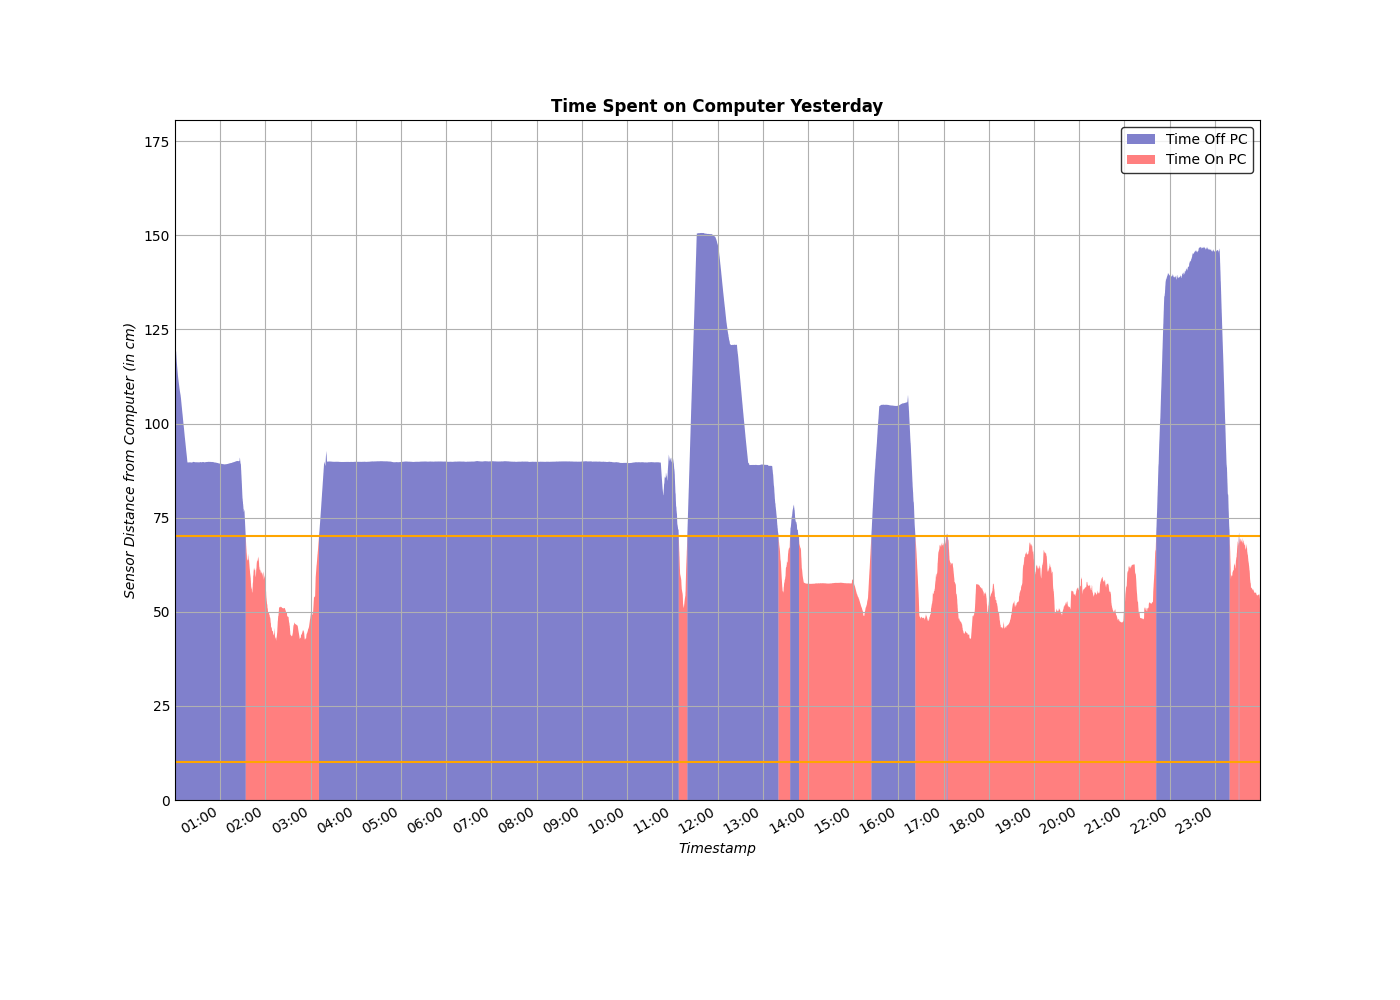 Time Spent on Computer Yesterday
Time Off PC
Time On PC
175
150
125
100
75
50
25
0
Sensor Distance from Computer (in cm)
01:00 02:00 03:00 04:00 05:00 06:00 07:00 08:00 09:00 10:00 11:00 12:00 13:00 14:00 15:00 16:00 17:00 18:00 19:00 20:00 21:00 22:00 23:00
Timestamp